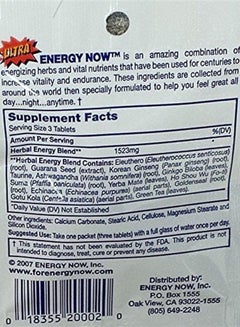 ULTRA
ENERGY NOW™ is an amazing combination of
energizing herbs and vital nutrients that have been used for centuries to
increase vitality and endurance. These ingredients are collected from
around the world then specially formulated to help you feel great all
day...night...anytime. †
Supplement Facts
Serving Size 3 Tablets
%(DV)
Amount Per Serving
Herbal Energy Blend** 1523mg
**Herbal Energy Blend Contains: Eleuthero (Eleutherococcus senticosus)
(root), Guarana Seed (extract), Korean Ginseng (Panax ginseng) (root),
Taurine, Ashwagandha (Withania somnifera) (root), Ginkgo Biloba (leaves),
Suma (Pfaffia paniculata) (root), Yerba Mate (leaves), Ho Shou Wu (Fo-ti)
(root), Echinacea (Echinacea purpurea) (aerial parts), Goldenseal (root),
Gotu Kola (Centella asiatica) (aerial parts), Green Tea (leaves).
*Daily Value (DV) Not Established
Other Ingredients: Calcium Carbonate, Stearic Acid, Cellulose, Magnesium Stearate and
Silicon Dioxide.
Suggested Use: Take one packet (three tablets) with a full glass of water once per day.
† This statement has not been evaluated by the FDA. This product is not
intended to diagnose, treat, cure or prevent any disease.
© 2007 ENERGY NOW, Inc.
www.forenergynow.com
Distributed by:
ENERGY NOW, Inc.
P.O. Box 1555
Oak View, CA 93022-1555
(805) 649-2248
0 18355 20002 0